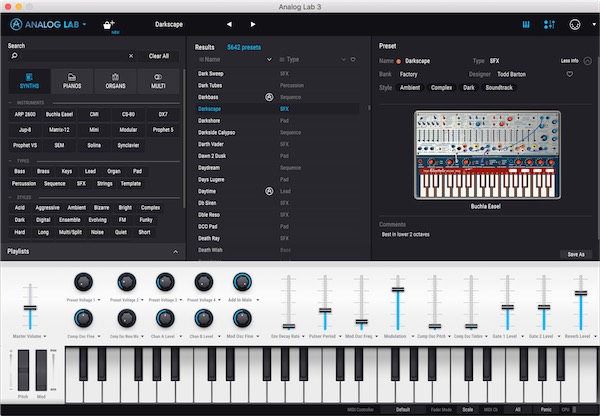 Analog Lab 3
ANALOG LAB
NEW
Darkscape
Search
Clear All
SYNTHS PIANOS ORGANS MULTI
INSTRUMENTS
ARP 2600 Buchla Easel CMI CS-80 DX7
Jup-8 Matrix-12 Mini Modular Prophet 5
Prophet VS SEM Solina Synclavier
TYPES
Bass Brass Keys Lead Organ Pad
Percussion Sequence SFX Strings Template
STYLES
Acid Aggressive Ambient Bizarre Bright Complex
Dark Digital Ensemble Evolving FM Funky
Hard Long Multi/Split Noise Quiet Short
Playlists
Results 5642 presets
Name Type
Dark Sweep SFX
Dark Tubes Percussion
Darkbass Sequence
Darkscape SFX
Darkshore Pad
Darkside Calypso Sequence
Darth Vader SFX
Dawn 2 Dusk Pad
Daydream Sequence
Days Lugere Pad
Daytime Lead
Db Siren SFX
Dble Reso SFX
DCO Pad Pad
Death Ray SFX
Death Wish Bass
Preset
Name Darkscape Type SFX Less info
Bank Factory Designer Todd Barton
Style Ambient Complex Dark Soundtrack
Buchla Easel
Comments
Best in lower 2 octaves
Save As
Preset Voltage 1 Preset Voltage 2 Preset Voltage 3 Preset Voltage 4 Add to Main
Master Volume Comp Osc Fine Chan A Level Chan B Level Mod Osc Fine Env Decay Rate Pulser Period Mod Osc Freq Modulation Comp Osc Pitch Comp Osc Timbre Gate 1 Level Gate 2 Level Reverb Level
Pitch Mod
MIDI Controller Default Fader Mode Scale MIDI Ch. All Panic CPU